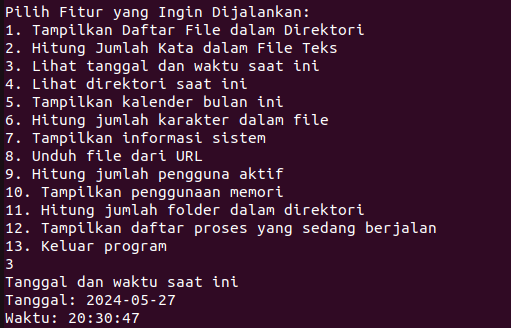 Pilih Fitur yang Ingin Dijalankan:
1. Tampilkan Daftar File dalam Direktori
2. Hitung Jumlah Kata dalam File Teks
3. Lihat tanggal dan waktu saat ini
4. Lihat direktori saat ini
5. Tampilkan kalender bulan ini
6. Hitung jumlah karakter dalam file
7. Tampilkan informasi sistem
8. Unduh file dari URL
9. Hitung jumlah pengguna aktif
10. Tampilkan penggunaan memori
11. Hitung jumlah folder dalam direktori
12. Tampilkan daftar proses yang sedang berjalan
13. Keluar program
3
Tanggal dan waktu saat ini
Tanggal: 2024-05-27
Waktu: 20:30:47